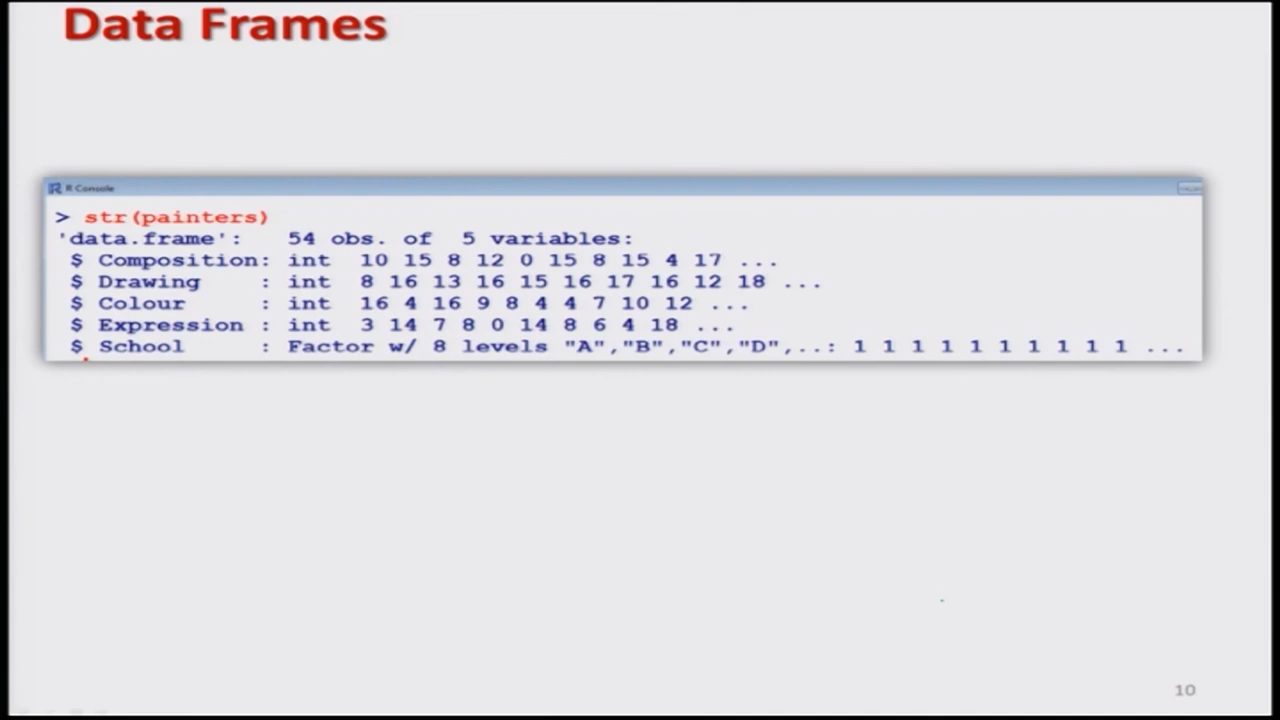 Data Frames
R Console
> str(painters)
'data.frame':   54 obs. of  5 variables:
 $ Composition: int  10 15 8 12 0 15 8 15 4 17 ...
 $ Drawing    : int  8 16 13 16 15 16 17 16 12 18 ...
 $ Colour     : int  16 4 16 9 8 4 4 7 10 12 ...
 $ Expression : int  3 14 7 8 0 14 8 6 4 18 ...
 $ School     : Factor w/ 8 levels "A","B","C","D",..: 1 1 1 1 1 1 1 1 1 1 ...
10